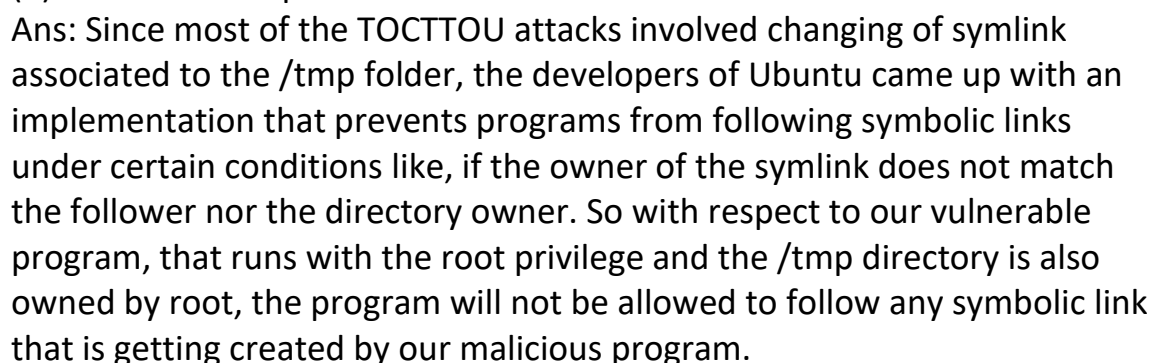 Ans: Since most of the TOCTTOU attacks involved changing of symlink
associated to the /tmp folder, the developers of Ubuntu came up with an
implementation that prevents programs from following symbolic links
under certain conditions like, if the owner of the symlink does not match
the follower nor the directory owner. So with respect to our vulnerable
program, that runs with the root privilege and the /tmp directory is also
owned by root, the program will not be allowed to follow any symbolic link
that is getting created by our malicious program.